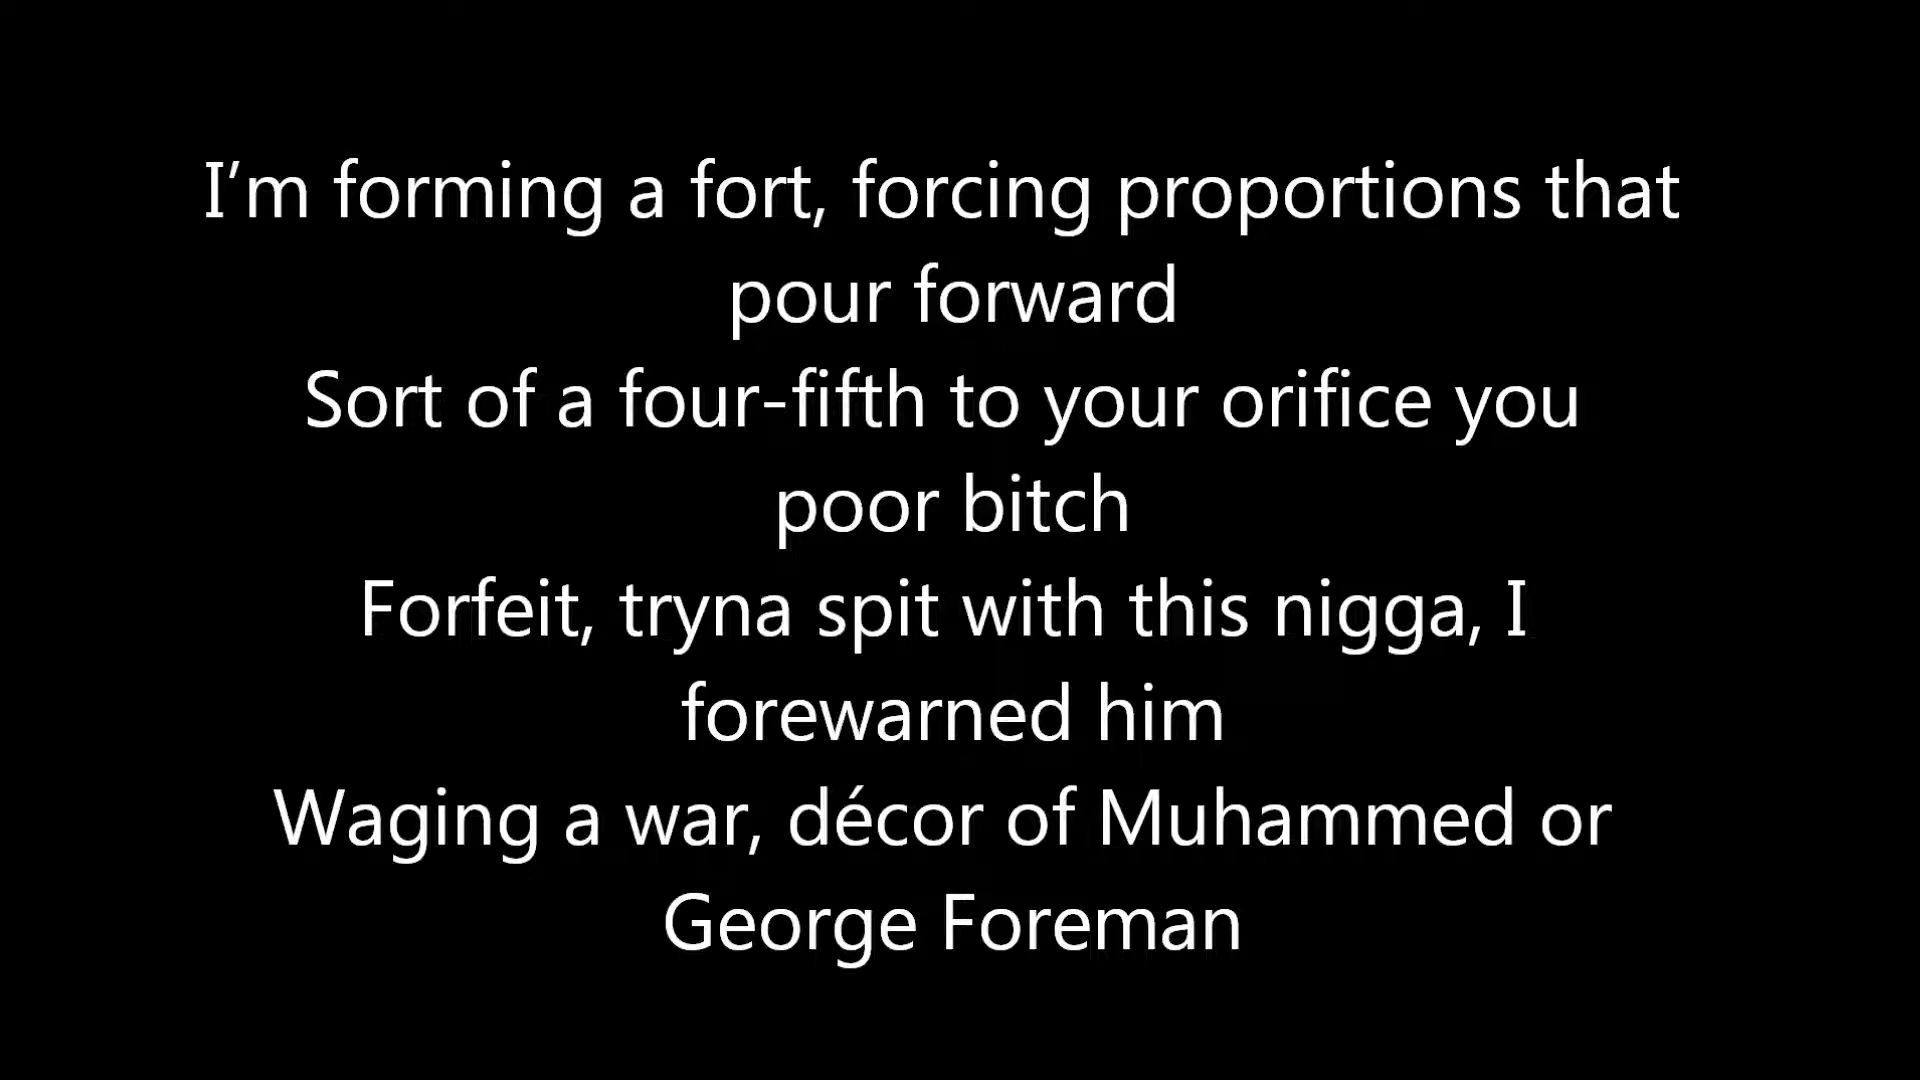 I’m forming a fort, forcing proportions that
pour forward
Sort of a four-fifth to your orifice you
poor bitch
Forfeit, tryna spit with this nigga, I
forewarned him
Waging a war, décor of Muhammed or
George Foreman